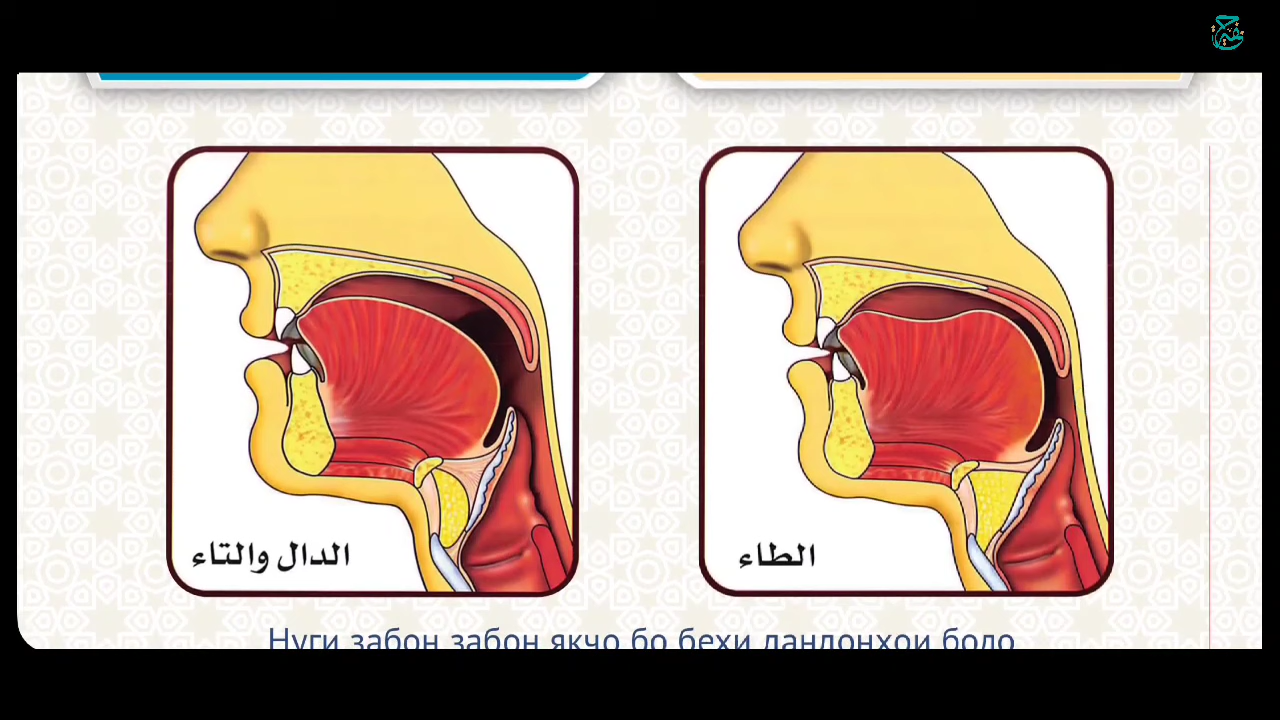 الدال والتاء
الطاء
Нуги забон забон якҷо бо бехи дандонҳои боло